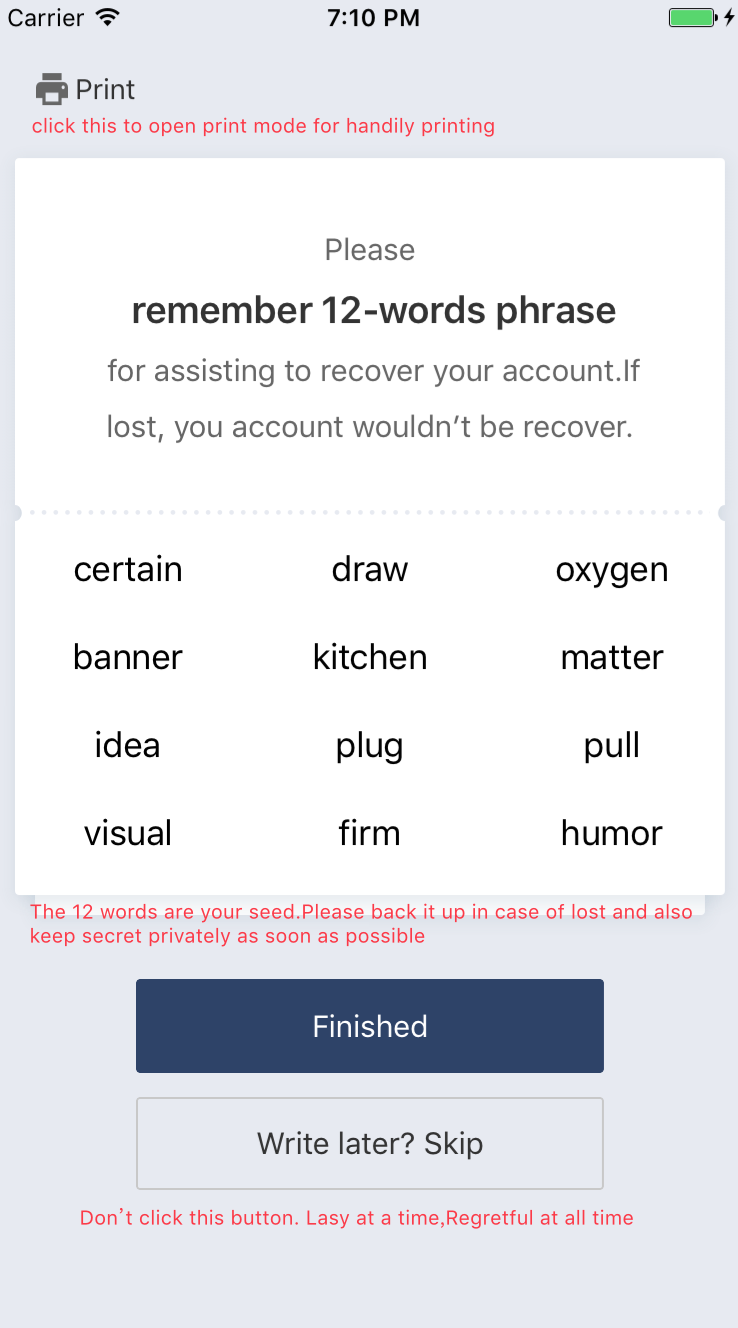 Carrier 7:10 PM
Print
click this to open print mode for handily printing
Please
remember 12-words phrase
for assisting to recover your account.If
lost, you account wouldn’t be recover.
certain draw oxygen
banner kitchen matter
idea plug pull
visual firm humor
The 12 words are your seed.Please back it up in case of lost and also
keep secret privately as soon as possible
Finished
Write later? Skip
Don’t click this button. Lasy at a time,Regretful at all time